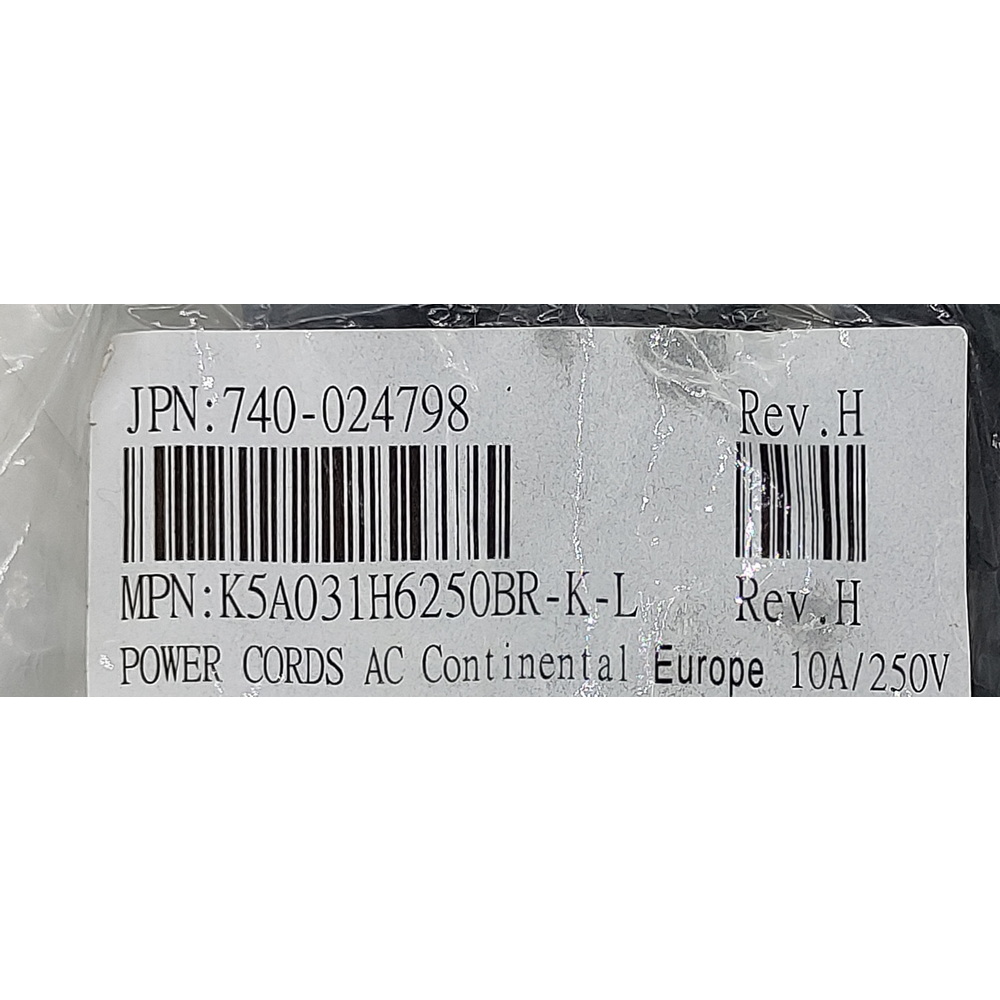 JPN:740-024798 Rev.H
MPN:K5A031H6250BR-K-L Rev.H
POWER CORDS AC Continental Europe 10A/250V